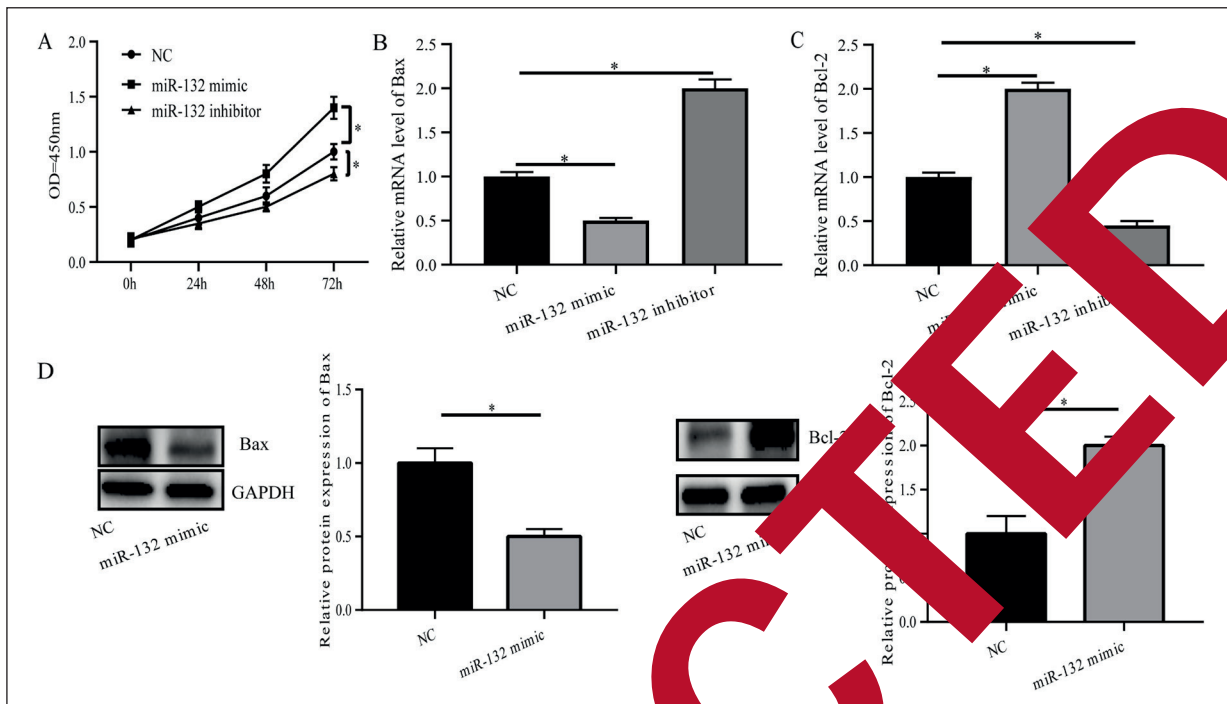 A
NC
miR-132 mimic
miR-132 inhibitor
OD=450nm
2.0
1.5
1.0
0.5
0.0
0h 24h 48h 72h
*
*
B
Relative mRNA level of Bax
2.5
2.0
1.5
1.0
0.5
0.0
*
*
NC
miR-132 mimic
miR-132 inhibitor
C
Relative mRNA level of Bcl-2
2.5
2.0
1.5
1.0
0.5
0.0
*
*
NC
D
Bax
GAPDH
NC
miR-132 mimic
Relative protein expression of Bax
1.5
1.0
0.5
0.0
*
NC
miR-132 mimic
NC
of Bcl-2
2.0
1.5
0.0
*
NC
miR-132 mimic
CTED